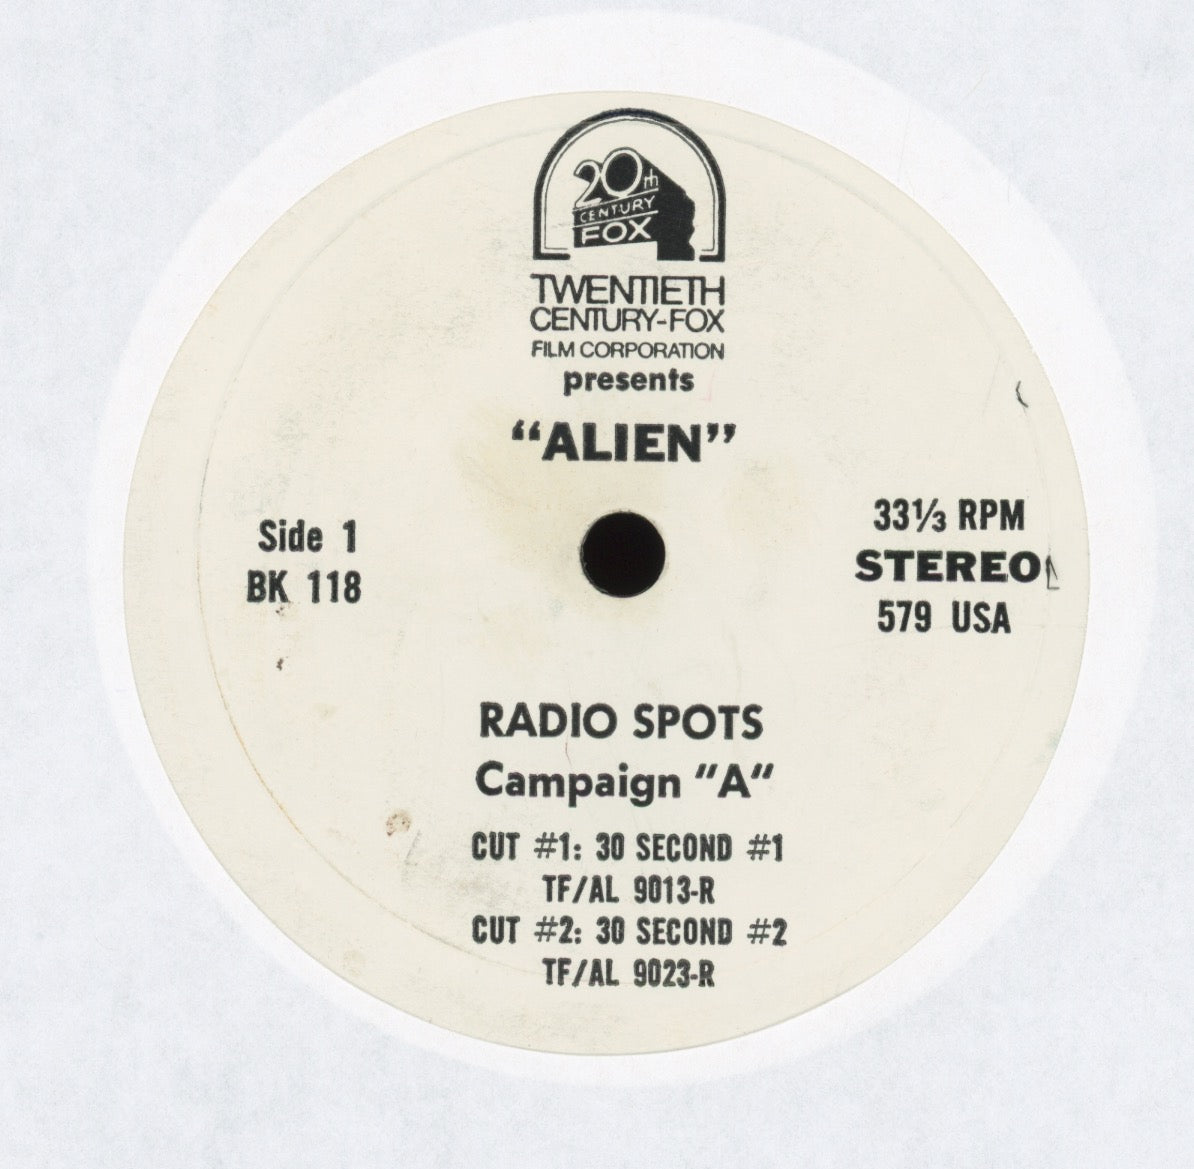 20th
CENTURY
FOX
TWENTIETH
CENTURY-FOX
FILM CORPORATION
presents
“ALIEN”
Side 1
BK 118
33⅓ RPM
STEREO
579 USA
RADIO SPOTS
Campaign "A"
CUT #1: 30 SECOND #1
TF/AL 9013-R
CUT #2: 30 SECOND #2
TF/AL 9023-R